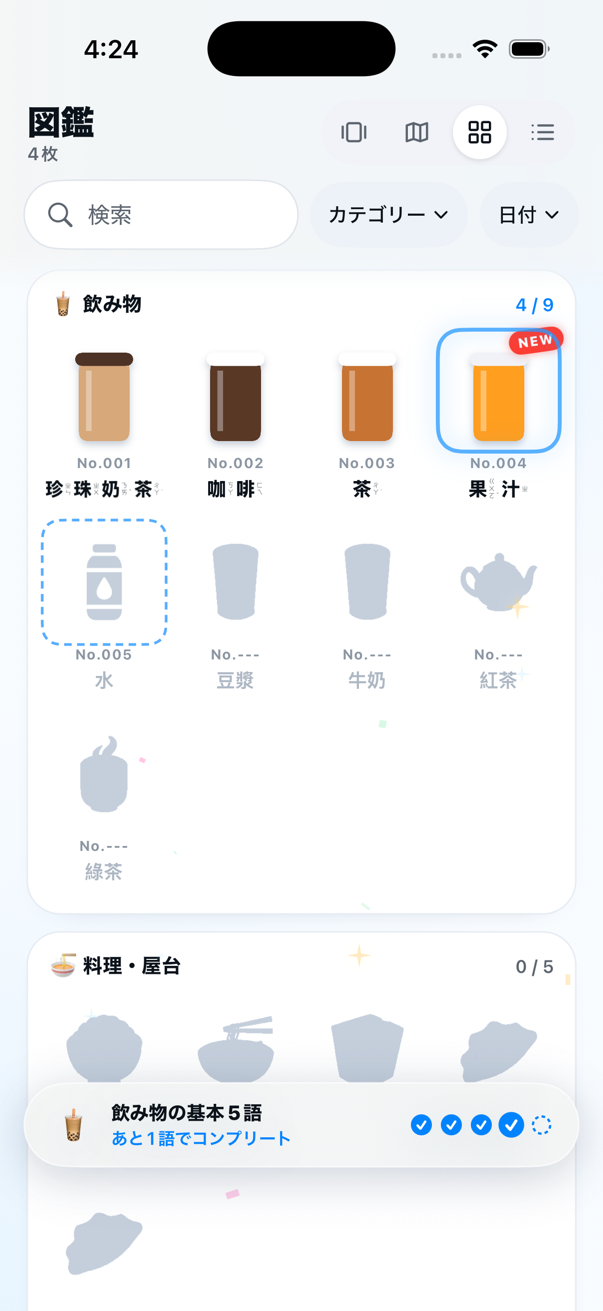 4:24
図鑑
4枚
検索
カテゴリー
日付
飲み物
4 / 9
NEW
No.001
No.002
No.003
No.004
珍珠奶茶
咖啡
茶
果汁
No.005
No.---
No.---
No.---
水
豆漿
牛奶
紅茶
No.---
綠茶
料理・屋台
0 / 5
飲み物の基本5語
あと1語でコンプリート